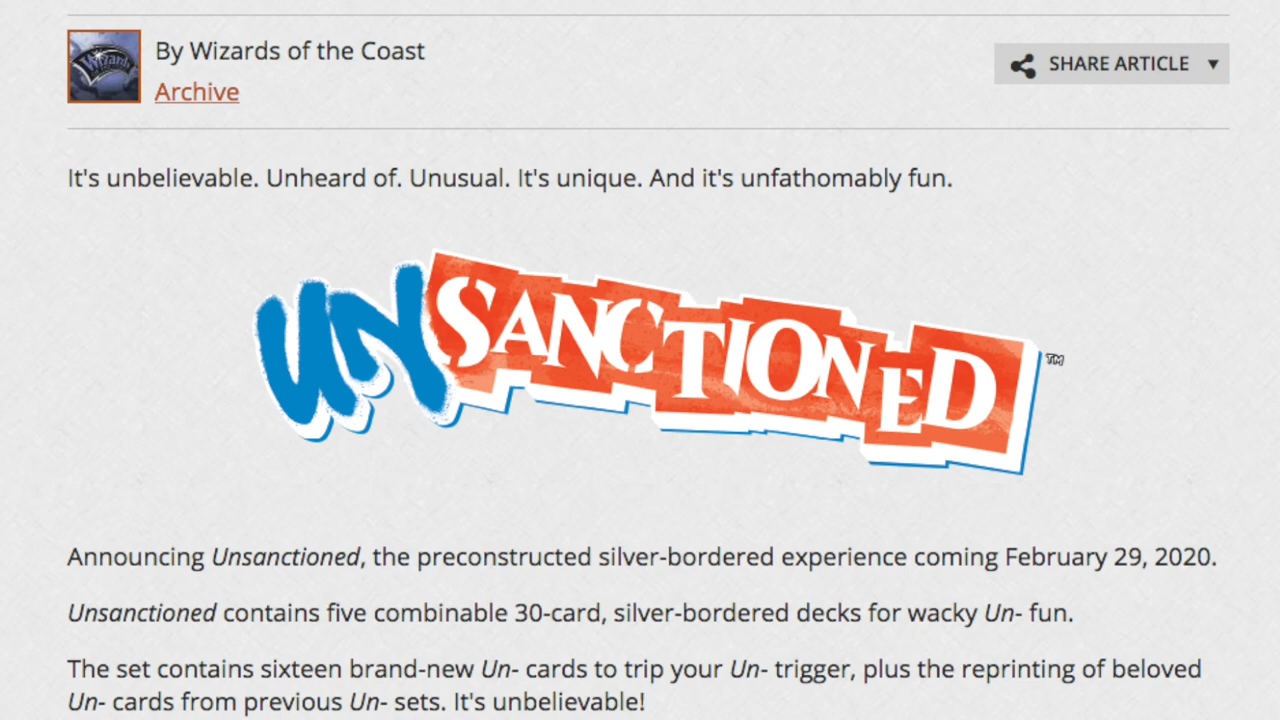 Wizards
By Wizards of the Coast
Archive
SHARE ARTICLE
It's unbelievable. Unheard of. Unusual. It's unique. And it's unfathomably fun.
UNSANCTIONED™
Announcing Unsanctioned, the preconstructed silver-bordered experience coming February 29, 2020.
Unsanctioned contains five combinable 30-card, silver-bordered decks for wacky Un- fun.
The set contains sixteen brand-new Un- cards to trip your Un- trigger, plus the reprinting of beloved
Un- cards from previous Un- sets. It's unbelievable!